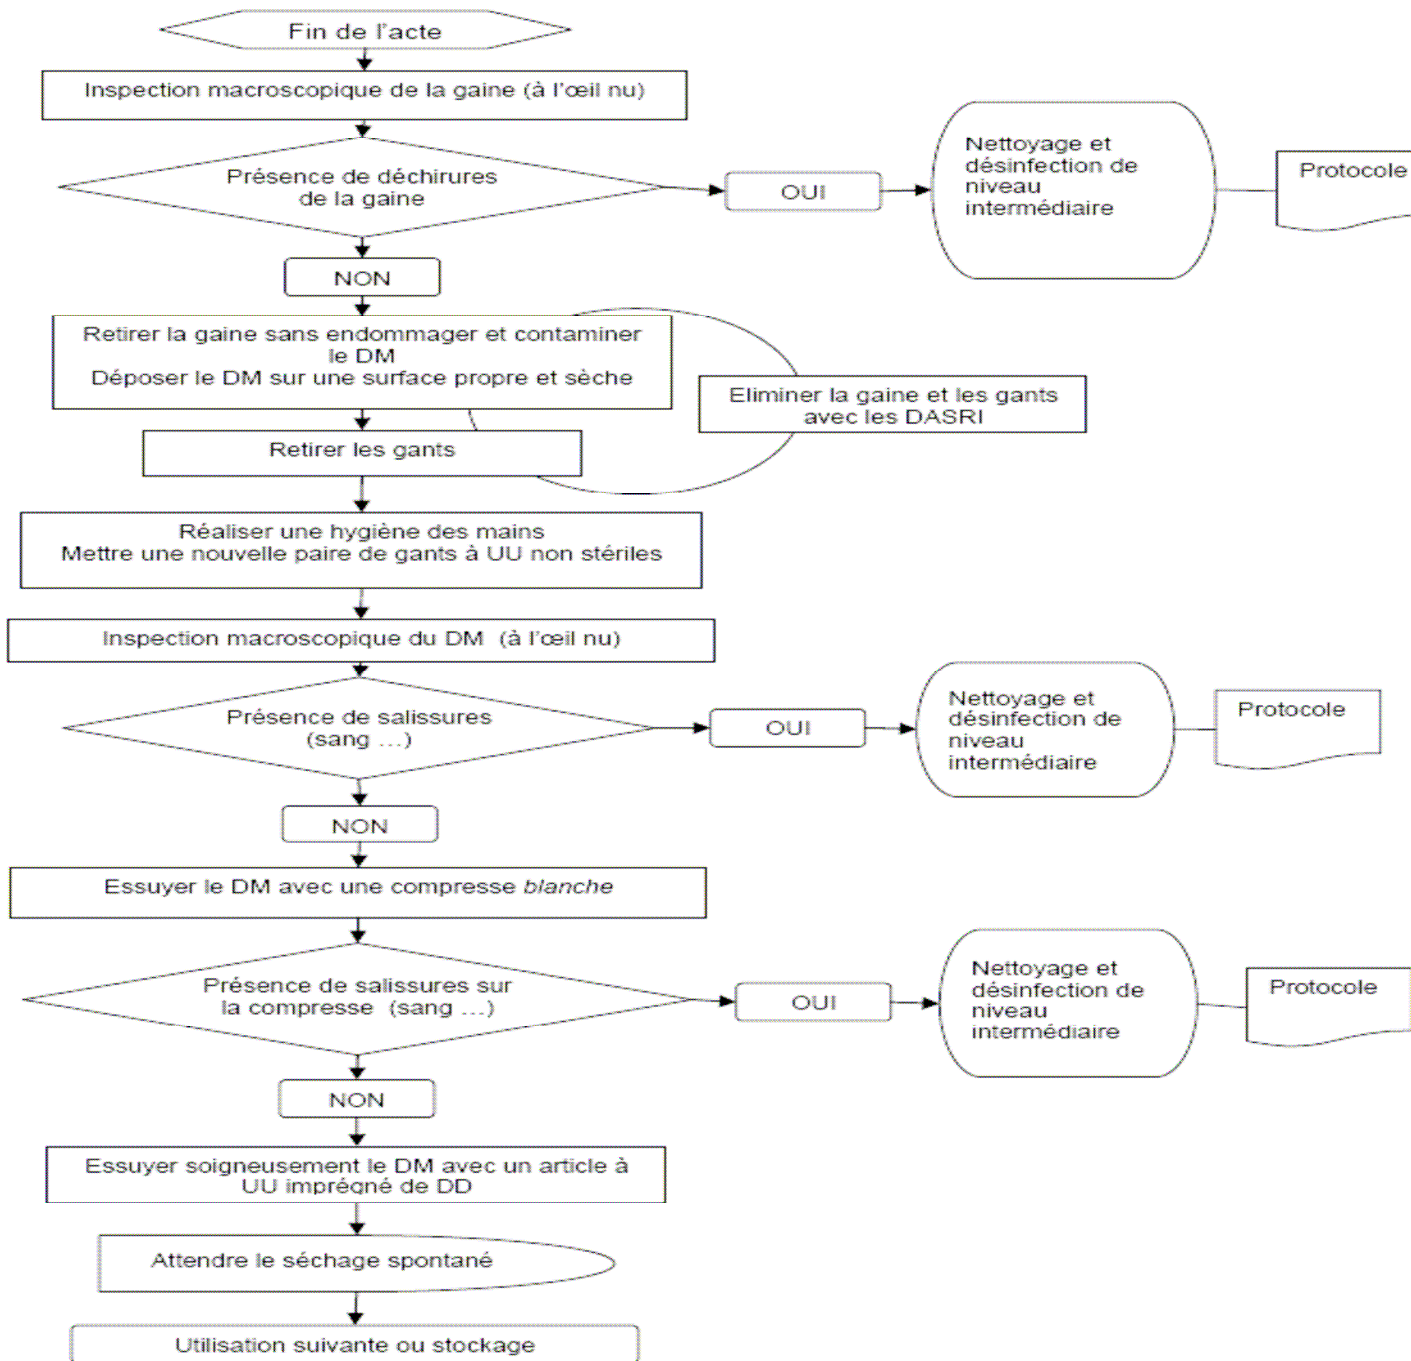 Fin de l'acte
Inspection macroscopique de la gaine (à l'œil nu)
Présence de déchirures
de la gaine
OUI
Nettoyage et
désinfection de
niveau
intermédiaire
Protocole
NON
Retirer la gaine sans endommager et contaminer
le DM
Déposer le DM sur une surface propre et sèche
Eliminer la gaine et les gants
avec les DASRI
Retirer les gants
Réaliser une hygiène des mains
Mettre une nouvelle paire de gants à UU non stériles
Inspection macroscopique du DM (à l'œil nu)
Présence de salissures
(sang ...)
OUI
Nettoyage et
désinfection de
niveau
intermédiaire
Protocole
NON
Essuyer le DM avec une compresse blanche
Présence de salissures sur
la compresse (sang ...)
OUI
Nettoyage et
désinfection de
niveau
intermédiaire
Protocole
NON
Essuyer soigneusement le DM avec un article à
UU imprégné de DD
Attendre le séchage spontané
Utilisation suivante ou stockage